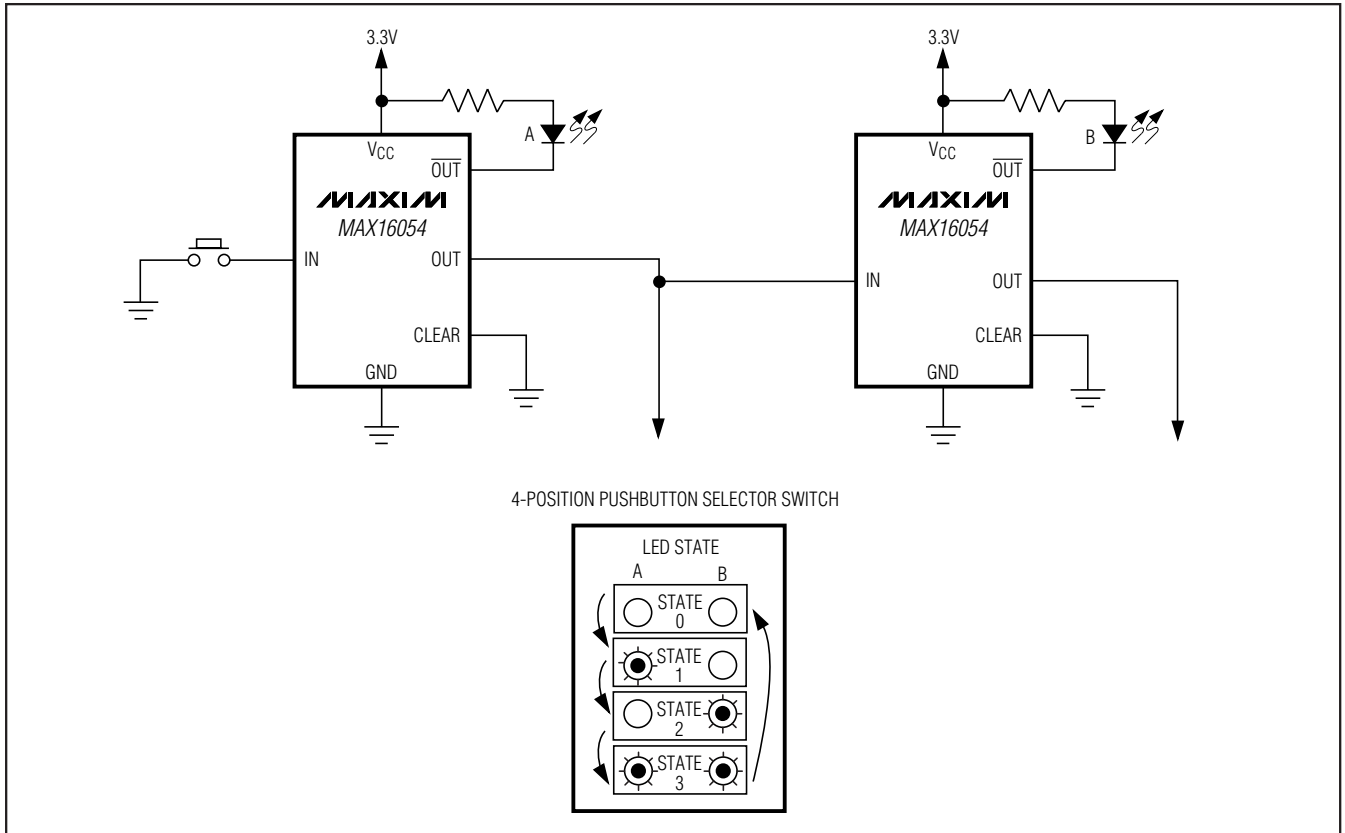 3.3V
A
VCC
OUT
MAXIM
MAX16054
IN
OUT
CLEAR
GND
3.3V
B
VCC
OUT
MAXIM
MAX16054
IN
OUT
CLEAR
GND
4-POSITION PUSHBUTTON SELECTOR SWITCH
LED STATE
A B
STATE
0
STATE
1
STATE
2
STATE
3